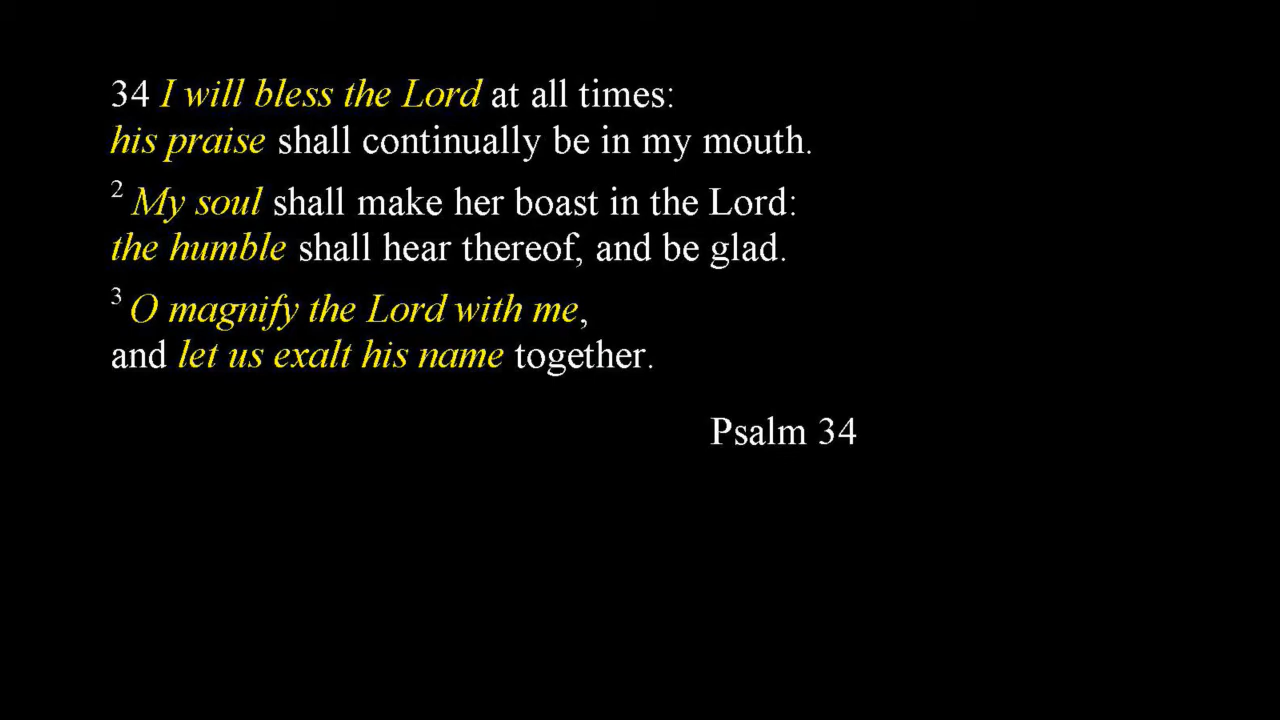 34 I will bless the Lord at all times:
his praise shall continually be in my mouth.
2 My soul shall make her boast in the Lord:
the humble shall hear thereof, and be glad.
3 O magnify the Lord with me,
and let us exalt his name together.
Psalm 34